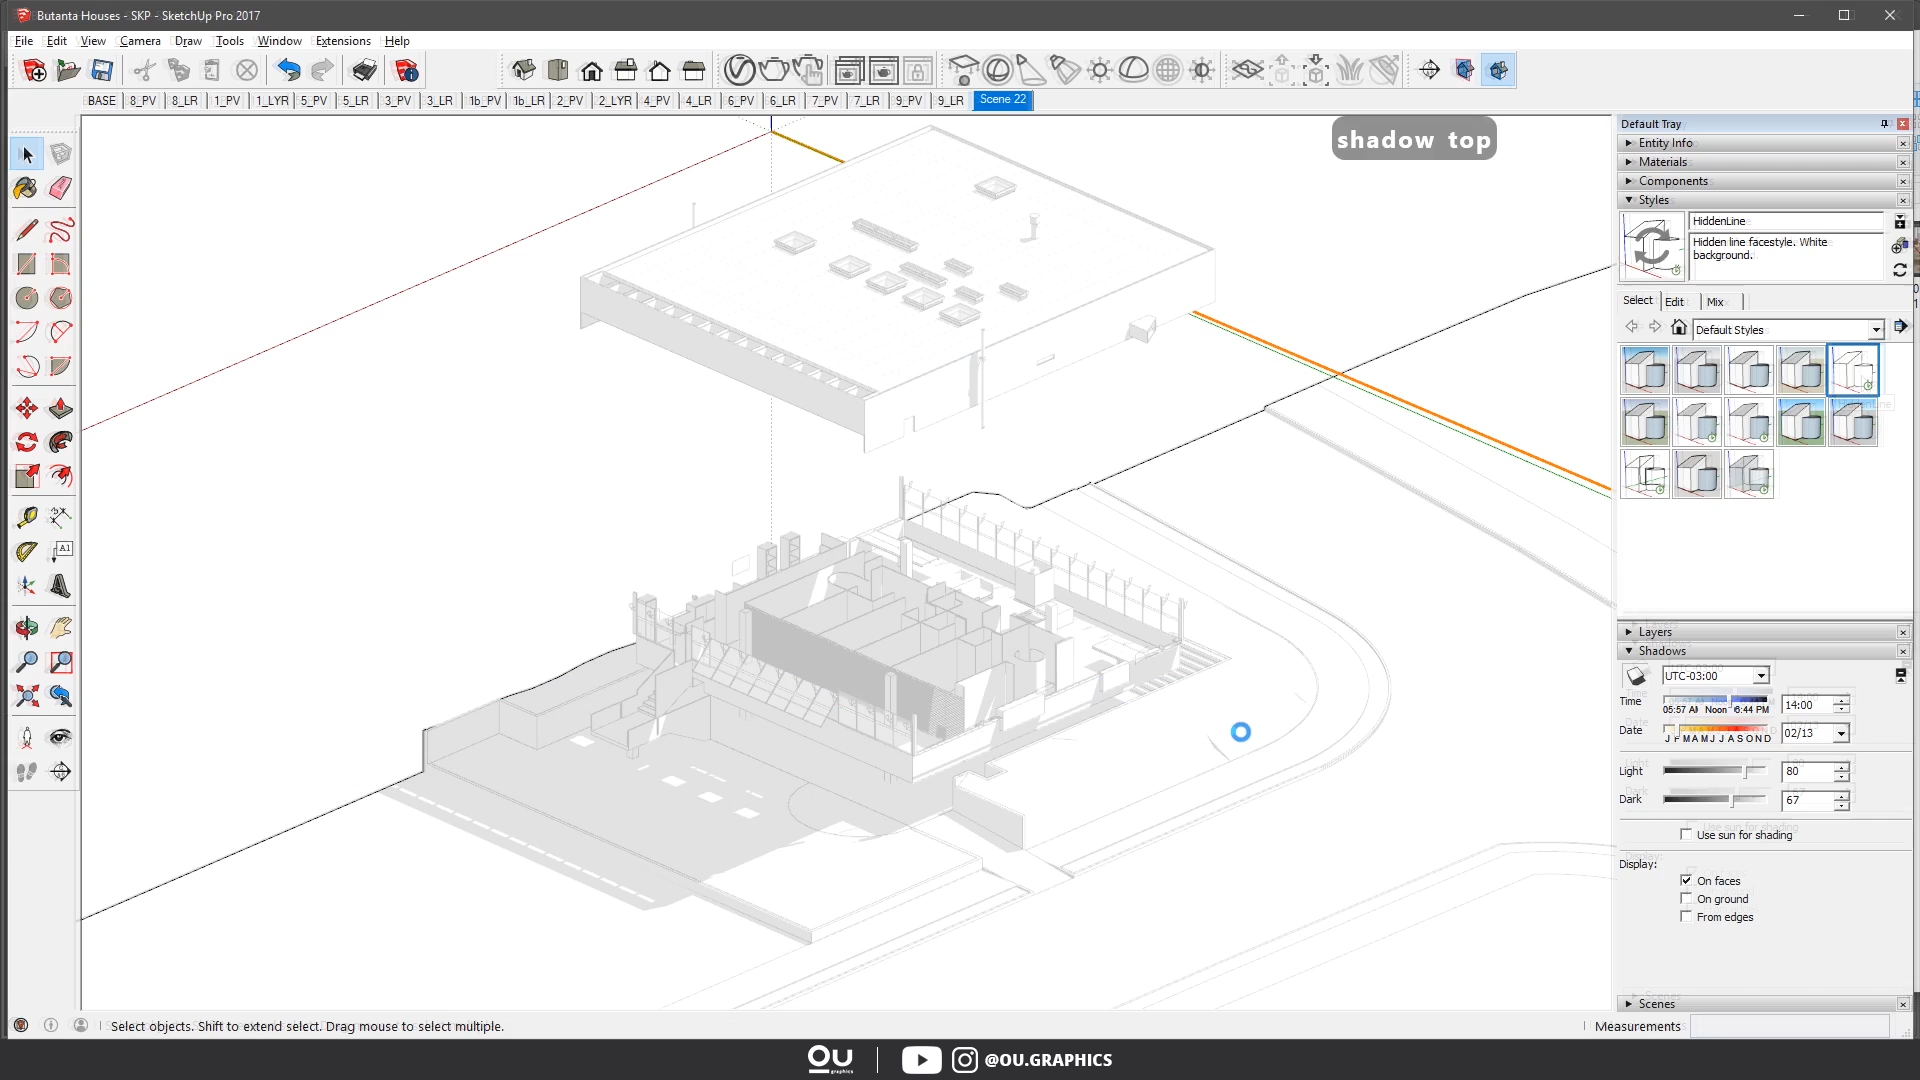 Butanta Houses - SKP - SketchUp Pro 2017
File Edit View Camera Draw Tools Window Extensions Help
BASE 8_PV 8_LR 1_PV 1_LYR 5_PV 5_LR 3_PV 3_LR 1b_PV 1b_LR 2_PV 2_LYR 4_PV 4_LR 6_PV 6_LR 7_PV 7_LR 9_PV 9_LR Scene 22
shadow top
Default Tray
Entity Info
Materials
Components
Styles
HiddenLine
Hidden line facestyle. White
background.
Select Edit Mix
Default Styles
Layers
Shadows
UTC-03:00
Time
05:57 AM Noon 6:44 PM
14:00
Date
J F M A M J J A S O N D
02/13
Light
80
Dark
67
Use sun for shading
Display:
On faces
On ground
From edges
Scenes
A1
Select objects. Shift to extend select. Drag mouse to select multiple.
Measurements
OU
graphics
@OU.GRAPHICS